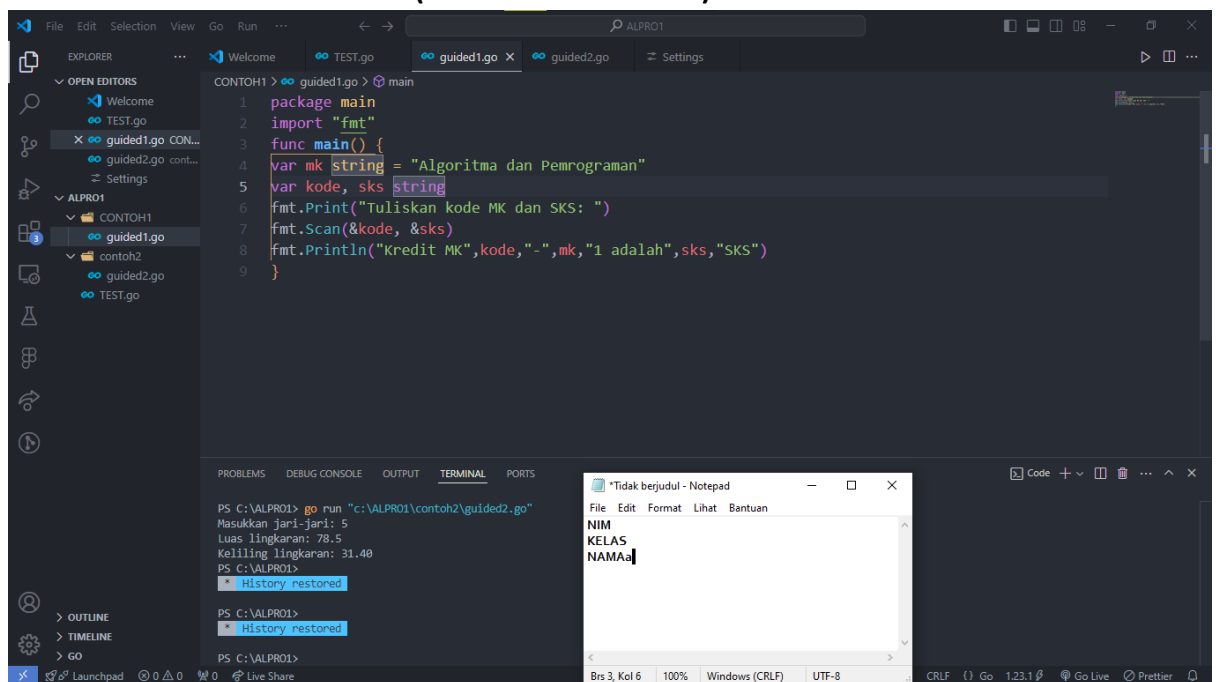 File Edit Selection View Go Run ... ALPRO1
EXPLORER ...
OPEN EDITORS
Welcome
TEST.go
guided1.go CON...
guided2.go cont...
Settings
ALPRO1
CONTOH1
guided1.go
contoh2
guided2.go
TEST.go
OUTLINE
TIMELINE
GO
3
Welcome TEST.go guided1.go guided2.go Settings
CONTOH1 > guided1.go > main
1 package main
2 import "fmt"
3 func main() {
4 var mk string = "Algoritma dan Pemrograman"
5 var kode, sks string
6 fmt.Print("Tuliskan kode MK dan SKS: ")
7 fmt.Scan(&kode, &sks)
8 fmt.Println("Kredit MK",kode,"-",mk,"1 adalah",sks,"SKS")
9 }
PROBLEMS DEBUG CONSOLE OUTPUT TERMINAL PORTS Code
PS C:\ALPRO1> go run "c:\ALPRO1\contoh2\guided2.go"
Masukkan jari-jari: 5
Luas lingkaran: 78.5
Keliling lingkaran: 31.40
PS C:\ALPRO1>
* History restored
PS C:\ALPRO1>
* History restored
PS C:\ALPRO1>
*Tidak berjudul - Notepad
File Edit Format Lihat Bantuan
NIM
KELAS
NAMAa
Brs 3, Kol 6 100% Windows (CRLF) UTF-8
Launchpad 0 0 0 Live Share CRLF {} Go 1.23.1 Go Live Prettier